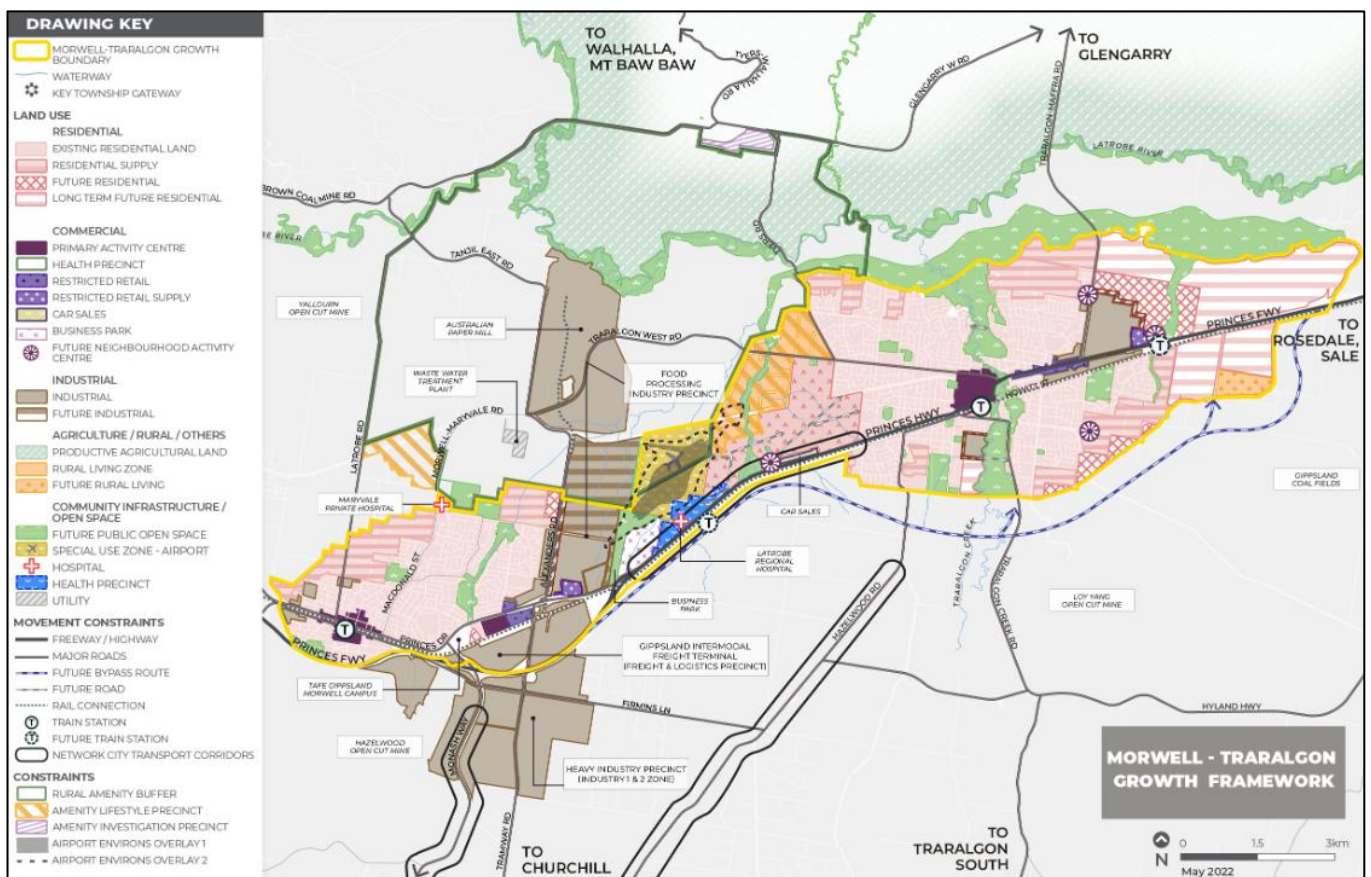 DRAWING KEY
MORWELL-TRARALGON GROWTH
BOUNDARY
WATERWAY
KEY TOWNSHIP GATEWAY
LAND USE
RESIDENTIAL
EXISTING RESIDENTIAL LAND
RESIDENTIAL SUPPLY
FUTURE RESIDENTIAL
LONG TERM FUTURE RESIDENTIAL
COMMERCIAL
PRIMARY ACTIVITY CENTRE
HEALTH PRECINCT
RESTRICTED RETAIL
RESTRICTED RETAIL SUPPLY
CAR SALES
BUSINESS PARK
FUTURE NEIGHBOURHOOD ACTIVITY
CENTRE
INDUSTRIAL
INDUSTRIAL
FUTURE INDUSTRIAL
AGRICULTURE / RURAL / OTHERS
PRODUCTIVE AGRICULTURAL LAND
RURAL LIVING ZONE
FUTURE RURAL LIVING
COMMUNITY INFRASTRUCTURE /
OPEN SPACE
FUTURE PUBLIC OPEN SPACE
SPECIAL USE ZONE - AIRPORT
HOSPITAL
HEALTH PRECINCT
UTILITY
MOVEMENT CONSTRAINTS
FREEWAY / HIGHWAY
MAJOR ROADS
FUTURE BYPASS ROUTE
FUTURE ROAD
RAIL CONNECTION
T
TRAIN STATION
T
FUTURE TRAIN STATION
NETWORK CITY TRANSPORT CORRIDORS
CONSTRAINTS
RURAL AMENITY BUFFER
AMENITY LIFESTYLE PRECINCT
AMENITY INVESTIGATION PRECINCT
AIRPORT ENVIRONS OVERLAY 1
AIRPORT ENVIRONS OVERLAY 2
TO
WALHALLA,
MT BAW BAW
TYERS-WALHALLA RD
GLENGARRY W RD
TO
GLENGARRY
TRARALGON-MAFFRA RD
LATROBE RIVER
BROWN COALMINE RD
RIVER
TANJIL EAST RD
TYERS RD
YALLOURN
OPEN CUT MINE
AUSTRALIAN
PAPER MILL
TRARALGON WEST RD
WASTE WATER
TREATMENT
PLANT
FOOD
PROCESSING
INDUSTRY PRECINCT
PRINCES FWY
TO
ROSEDALE,
SALE
T
HOWITT ST
T
PRINCES HWY
LATROBE RD
MORWELL-MARYVALE RD
MARYVALE
PRIVATE HOSPITAL
CAR SALES
T
GIPPSLAND
COAL FIELDS
MACDONALD ST
ALEXANDERS RD
LATROBE
REGIONAL
HOSPITAL
HAZELWOOD RD
TRARALGON CREEK
TRARALGON CREEK RD
LOY YANG
OPEN CUT MINE
BUSINESS
PARK
T
PRINCES DR
PRINCES FWY
GIPPSLAND INTERMODAL
FREIGHT TERMINAL
(FREIGHT & LOGISTICS PRECINCT)
TAFE GIPPSLAND
MORWELL CAMPUS
FIRMINS LN
HYLAND HWY
HAZELWOOD
OPEN CUT MINE
MONASH WAY
HEAVY INDUSTRY PRECINCT
(INDUSTRY 1 & 2 ZONE)
TRAMWAY RD
TO
CHURCHILL
TO
TRARALGON
SOUTH
MORWELL - TRARALGON
GROWTH FRAMEWORK
N
0 1.5 3km
May 2022